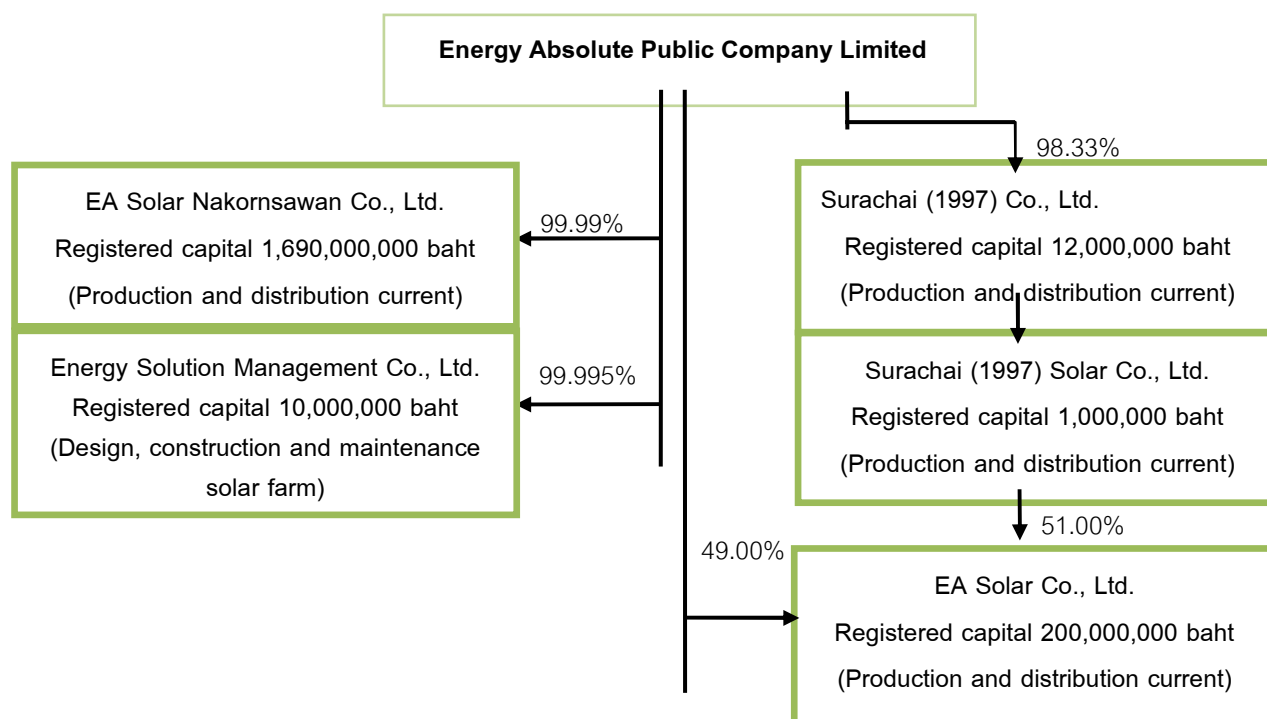 Energy Absolute Public Company Limited
98.33%
EA Solar Nakornsawan Co., Ltd.
Registered capital 1,690,000,000 baht
(Production and distribution current)
99.99%
Surachai (1997) Co., Ltd.
Registered capital 12,000,000 baht
(Production and distribution current)
Energy Solution Management Co., Ltd.
Registered capital 10,000,000 baht
(Design, construction and maintenance
solar farm)
99.995%
Surachai (1997) Solar Co., Ltd.
Registered capital 1,000,000 baht
(Production and distribution current)
51.00%
49.00%
EA Solar Co., Ltd.
Registered capital 200,000,000 baht
(Production and distribution current)